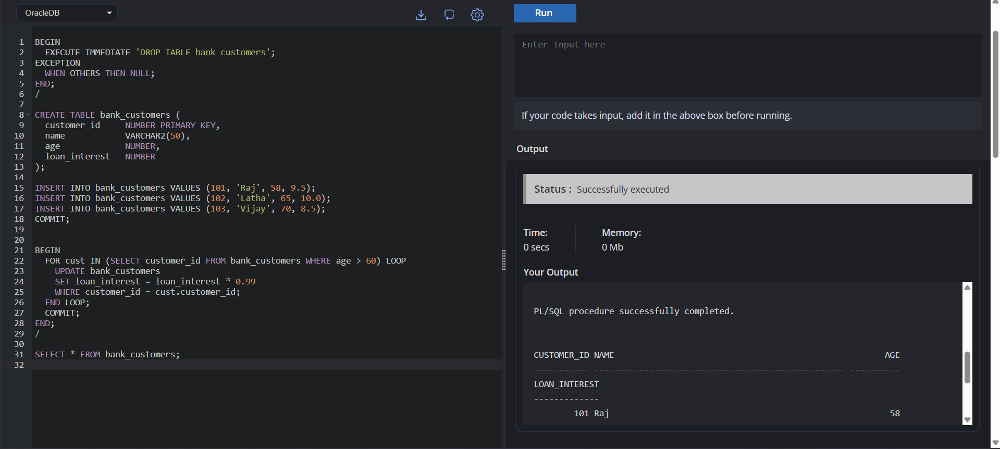 OracleDB
1 BEGIN
2   EXECUTE IMMEDIATE 'DROP TABLE bank_customers';
3 EXCEPTION
4   WHEN OTHERS THEN NULL;
5 END;
6 /
7
8 CREATE TABLE bank_customers (
9   customer_id     NUMBER PRIMARY KEY,
10   name            VARCHAR2(50),
11   age             NUMBER,
12   loan_interest   NUMBER
13 );
14
15 INSERT INTO bank_customers VALUES (101, 'Raj', 58, 9.5);
16 INSERT INTO bank_customers VALUES (102, 'Latha', 65, 10.0);
17 INSERT INTO bank_customers VALUES (103, 'Vijay', 70, 8.5);
18 COMMIT;
19
20
21 BEGIN
22   FOR cust IN (SELECT customer_id FROM bank_customers WHERE age > 60) LOOP
23     UPDATE bank_customers
24     SET loan_interest = loan_interest * 0.99
25     WHERE customer_id = cust.customer_id;
26   END LOOP;
27   COMMIT;
28 END;
29 /
30
31 SELECT * FROM bank_customers;
32
Run
Enter Input here
If your code takes input, add it in the above box before running.
Output
Status : Successfully executed
Time: Memory:
0 secs 0 Mb
Your Output
PL/SQL procedure successfully completed.
CUSTOMER_ID NAME                                                      AGE
----------- -------------------------------------------------- ----------
LOAN_INTEREST
-------------
        101 Raj                                                        58